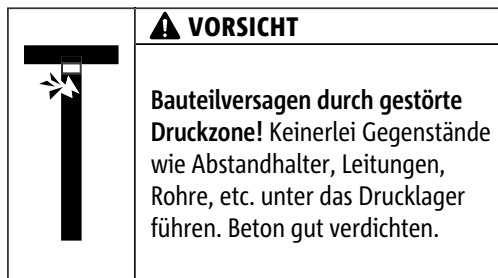 VORSICHT
Bauteilversagen durch gestörte
Druckzone! Keinerlei Gegenstände
wie Abstandhalter, Leitungen,
Rohre, etc. unter das Drucklager
führen. Beton gut verdichten.